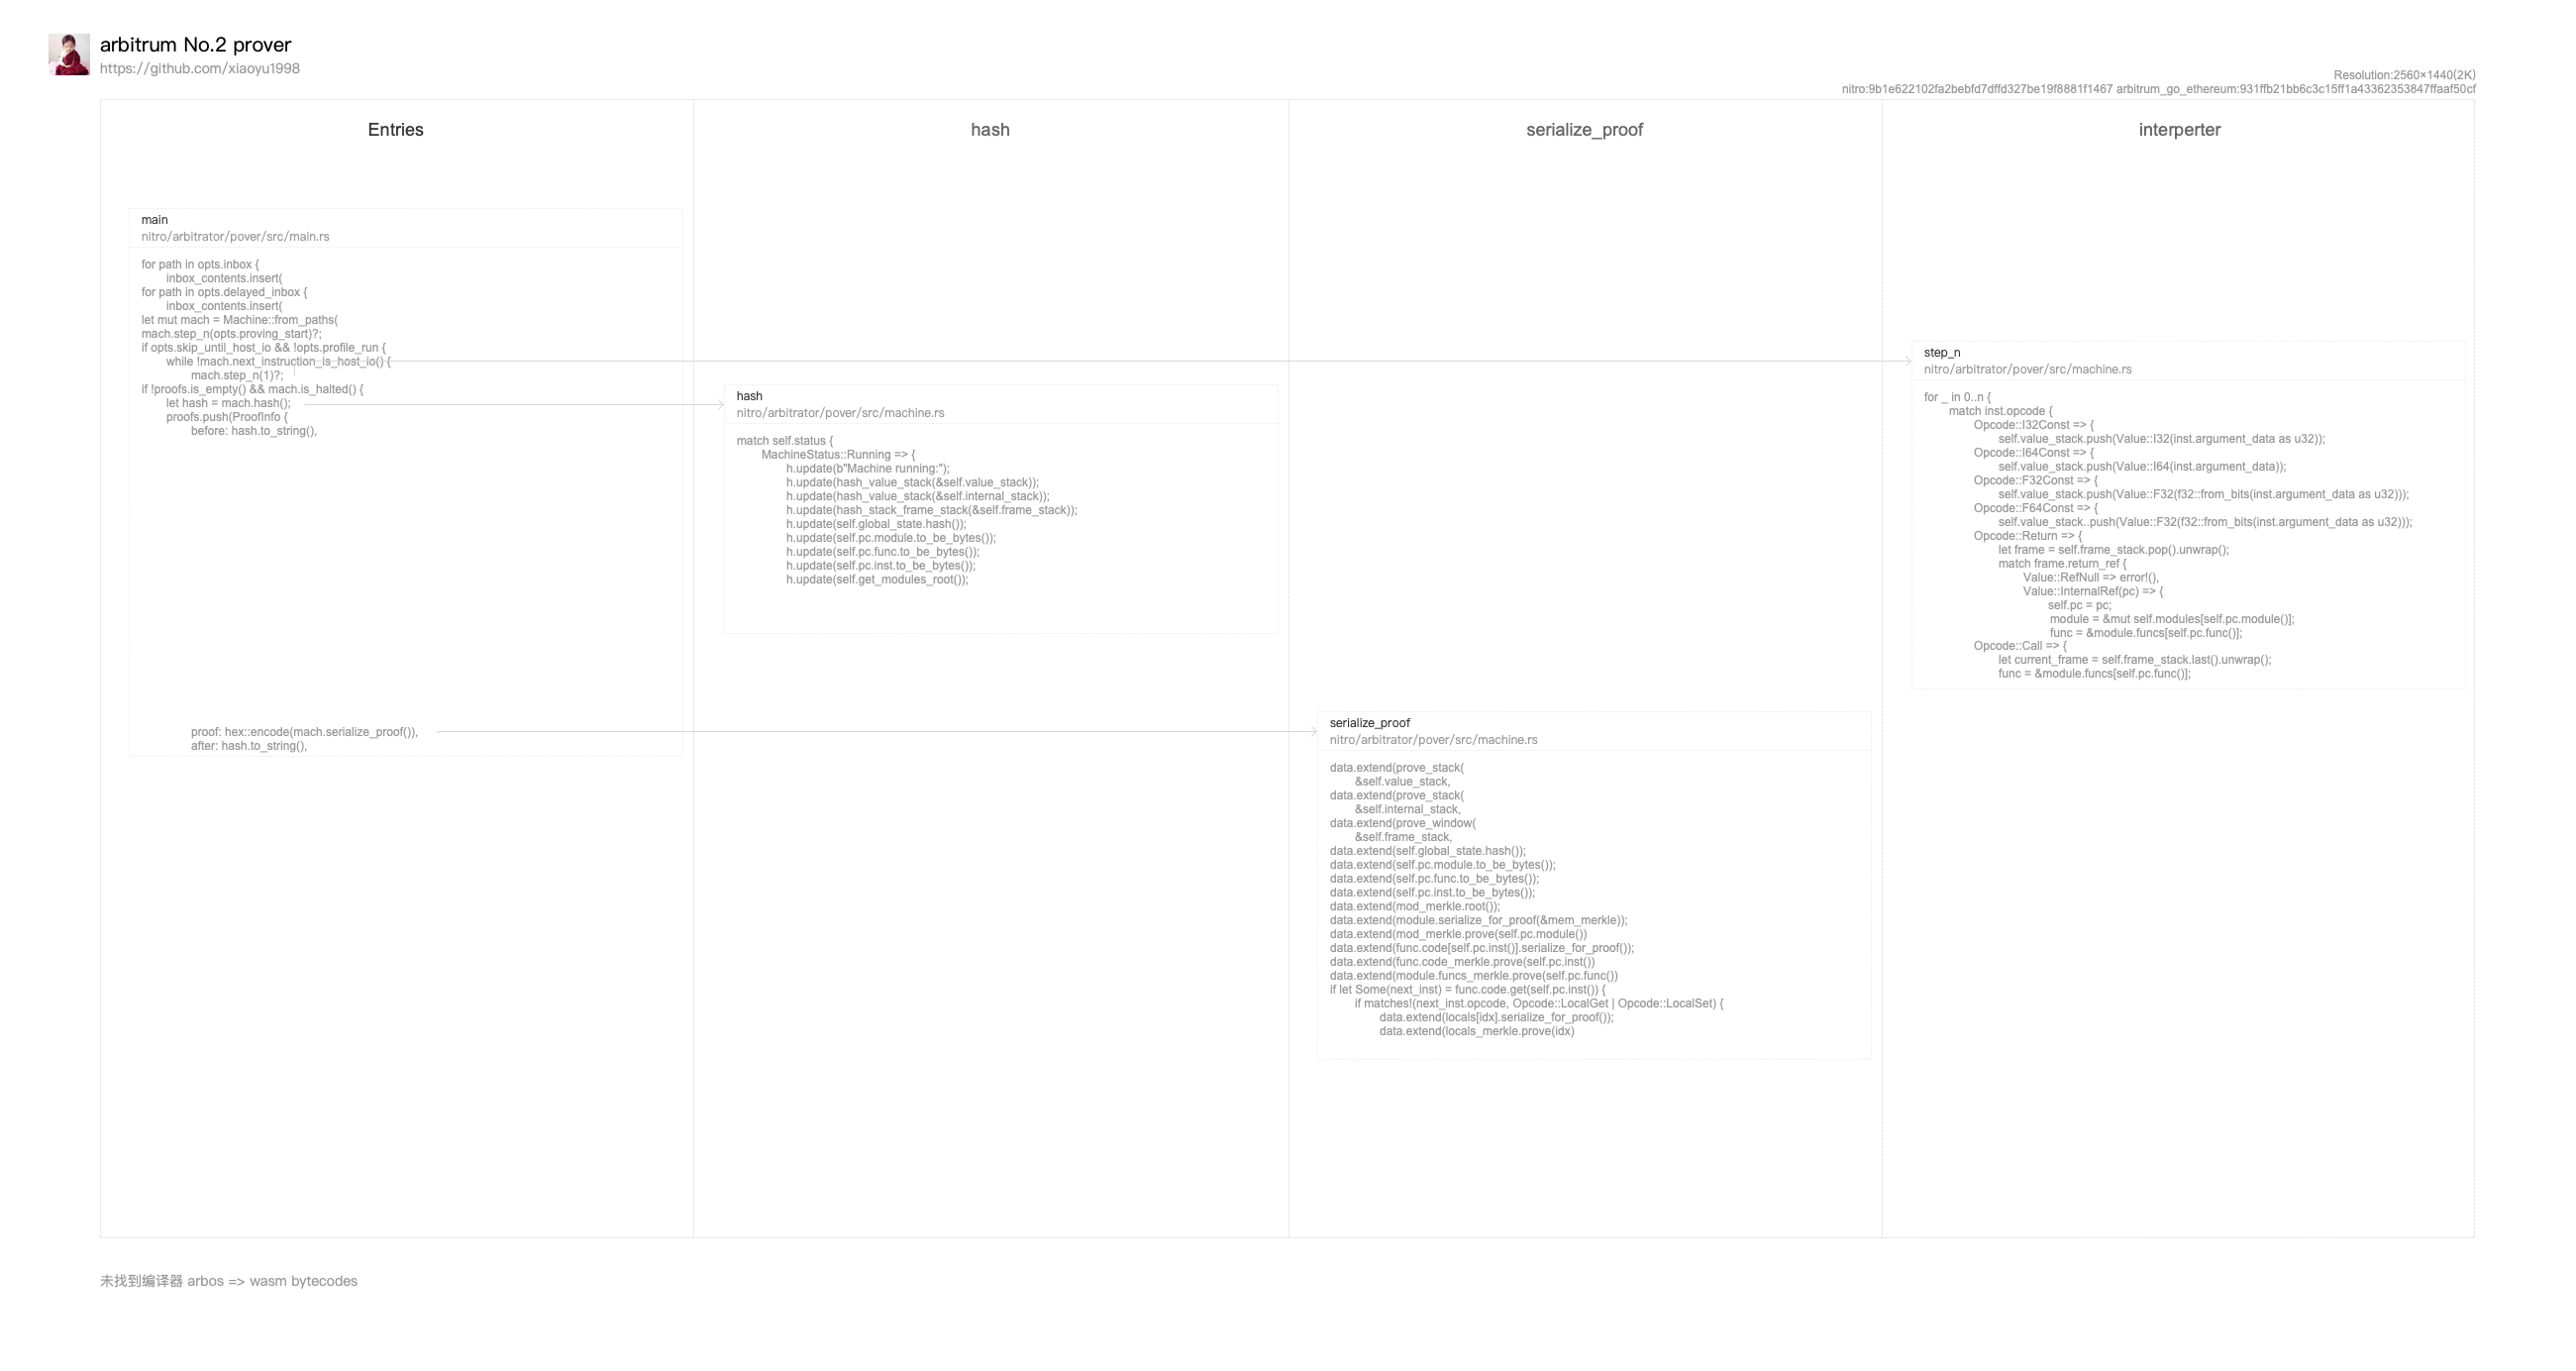 arbitrum No.2 prover
https://github.com/xiaoyu1998
Resolution:2560×1440(2K)
nitro:9b1e622102fa2bebfd7dffd327be19f8881f1467 arbitrum_go_ethereum:931ffb21bb6c3c15ff1a43362353847ffaaf50cf
Entries
hash
serialize_proof
interperter
main
nitro/arbitrator/pover/src/main.rs
for path in opts.inbox {
inbox_contents.insert(
for path in opts.delayed_inbox {
inbox_contents.insert(
let mut mach = Machine::from_paths(
mach.step_n(opts.proving_start)?;
if opts.skip_until_host_io && !opts.profile_run {
while !mach.next_instruction_is_host_io() {
mach.step_n(1)?;
if !proofs.is_empty() && mach.is_halted() {
let hash = mach.hash();
proofs.push(ProofInfo {
before: hash.to_string(),
proof: hex::encode(mach.serialize_proof()),
after: hash.to_string(),
hash
nitro/arbitrator/pover/src/machine.rs
match self.status {
MachineStatus::Running => {
h.update(b"Machine running:");
h.update(hash_value_stack(&self.value_stack));
h.update(hash_value_stack(&self.internal_stack));
h.update(hash_stack_frame_stack(&self.frame_stack));
h.update(self.global_state.hash());
h.update(self.pc.module.to_be_bytes());
h.update(self.pc.func.to_be_bytes());
h.update(self.pc.inst.to_be_bytes());
h.update(self.get_modules_root());
serialize_proof
nitro/arbitrator/pover/src/machine.rs
data.extend(prove_stack(
&self.value_stack,
data.extend(prove_stack(
&self.internal_stack,
data.extend(prove_window(
&self.frame_stack,
data.extend(self.global_state.hash());
data.extend(self.pc.module.to_be_bytes());
data.extend(self.pc.func.to_be_bytes());
data.extend(self.pc.inst.to_be_bytes());
data.extend(mod_merkle.root());
data.extend(module.serialize_for_proof(&mem_merkle));
data.extend(mod_merkle.prove(self.pc.module())
data.extend(func.code[self.pc.inst()].serialize_for_proof());
data.extend(func.code_merkle.prove(self.pc.inst())
data.extend(module.funcs_merkle.prove(self.pc.func())
if let Some(next_inst) = func.code.get(self.pc.inst()) {
if matches!(next_inst.opcode, Opcode::LocalGet | Opcode::LocalSet) {
data.extend(locals[idx].serialize_for_proof());
data.extend(locals_merkle.prove(idx)
step_n
nitro/arbitrator/pover/src/machine.rs
for _ in 0..n {
match inst.opcode {
Opcode::I32Const => {
self.value_stack.push(Value::I32(inst.argument_data as u32));
Opcode::I64Const => {
self.value_stack.push(Value::I64(inst.argument_data));
Opcode::F32Const => {
self.value_stack.push(Value::F32(f32::from_bits(inst.argument_data as u32)));
Opcode::F64Const => {
self.value_stack..push(Value::F32(f32::from_bits(inst.argument_data as u32)));
Opcode::Return => {
let frame = self.frame_stack.pop().unwrap();
match frame.return_ref {
Value::RefNull => error!(),
Value::InternalRef(pc) => {
self.pc = pc;
module = &mut self.modules[self.pc.module()];
func = &module.funcs[self.pc.func()];
Opcode::Call => {
let current_frame = self.frame_stack.last().unwrap();
func = &module.funcs[self.pc.func()];
未找到编译器 arbos => wasm bytecodes